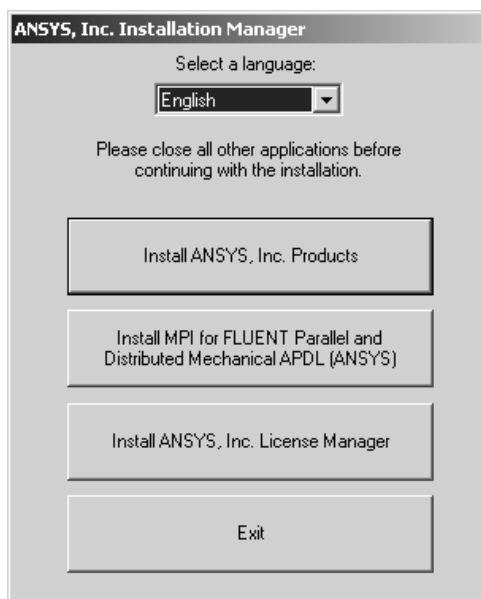 ANSYS, Inc. Installation Manager
Select a language:
English
Please close all other applications before
continuing with the installation.
Install ANSYS, Inc. Products
Install MPI for FLUENT Parallel and
Distributed Mechanical APDL (ANSYS)
Install ANSYS, Inc. License Manager
Exit